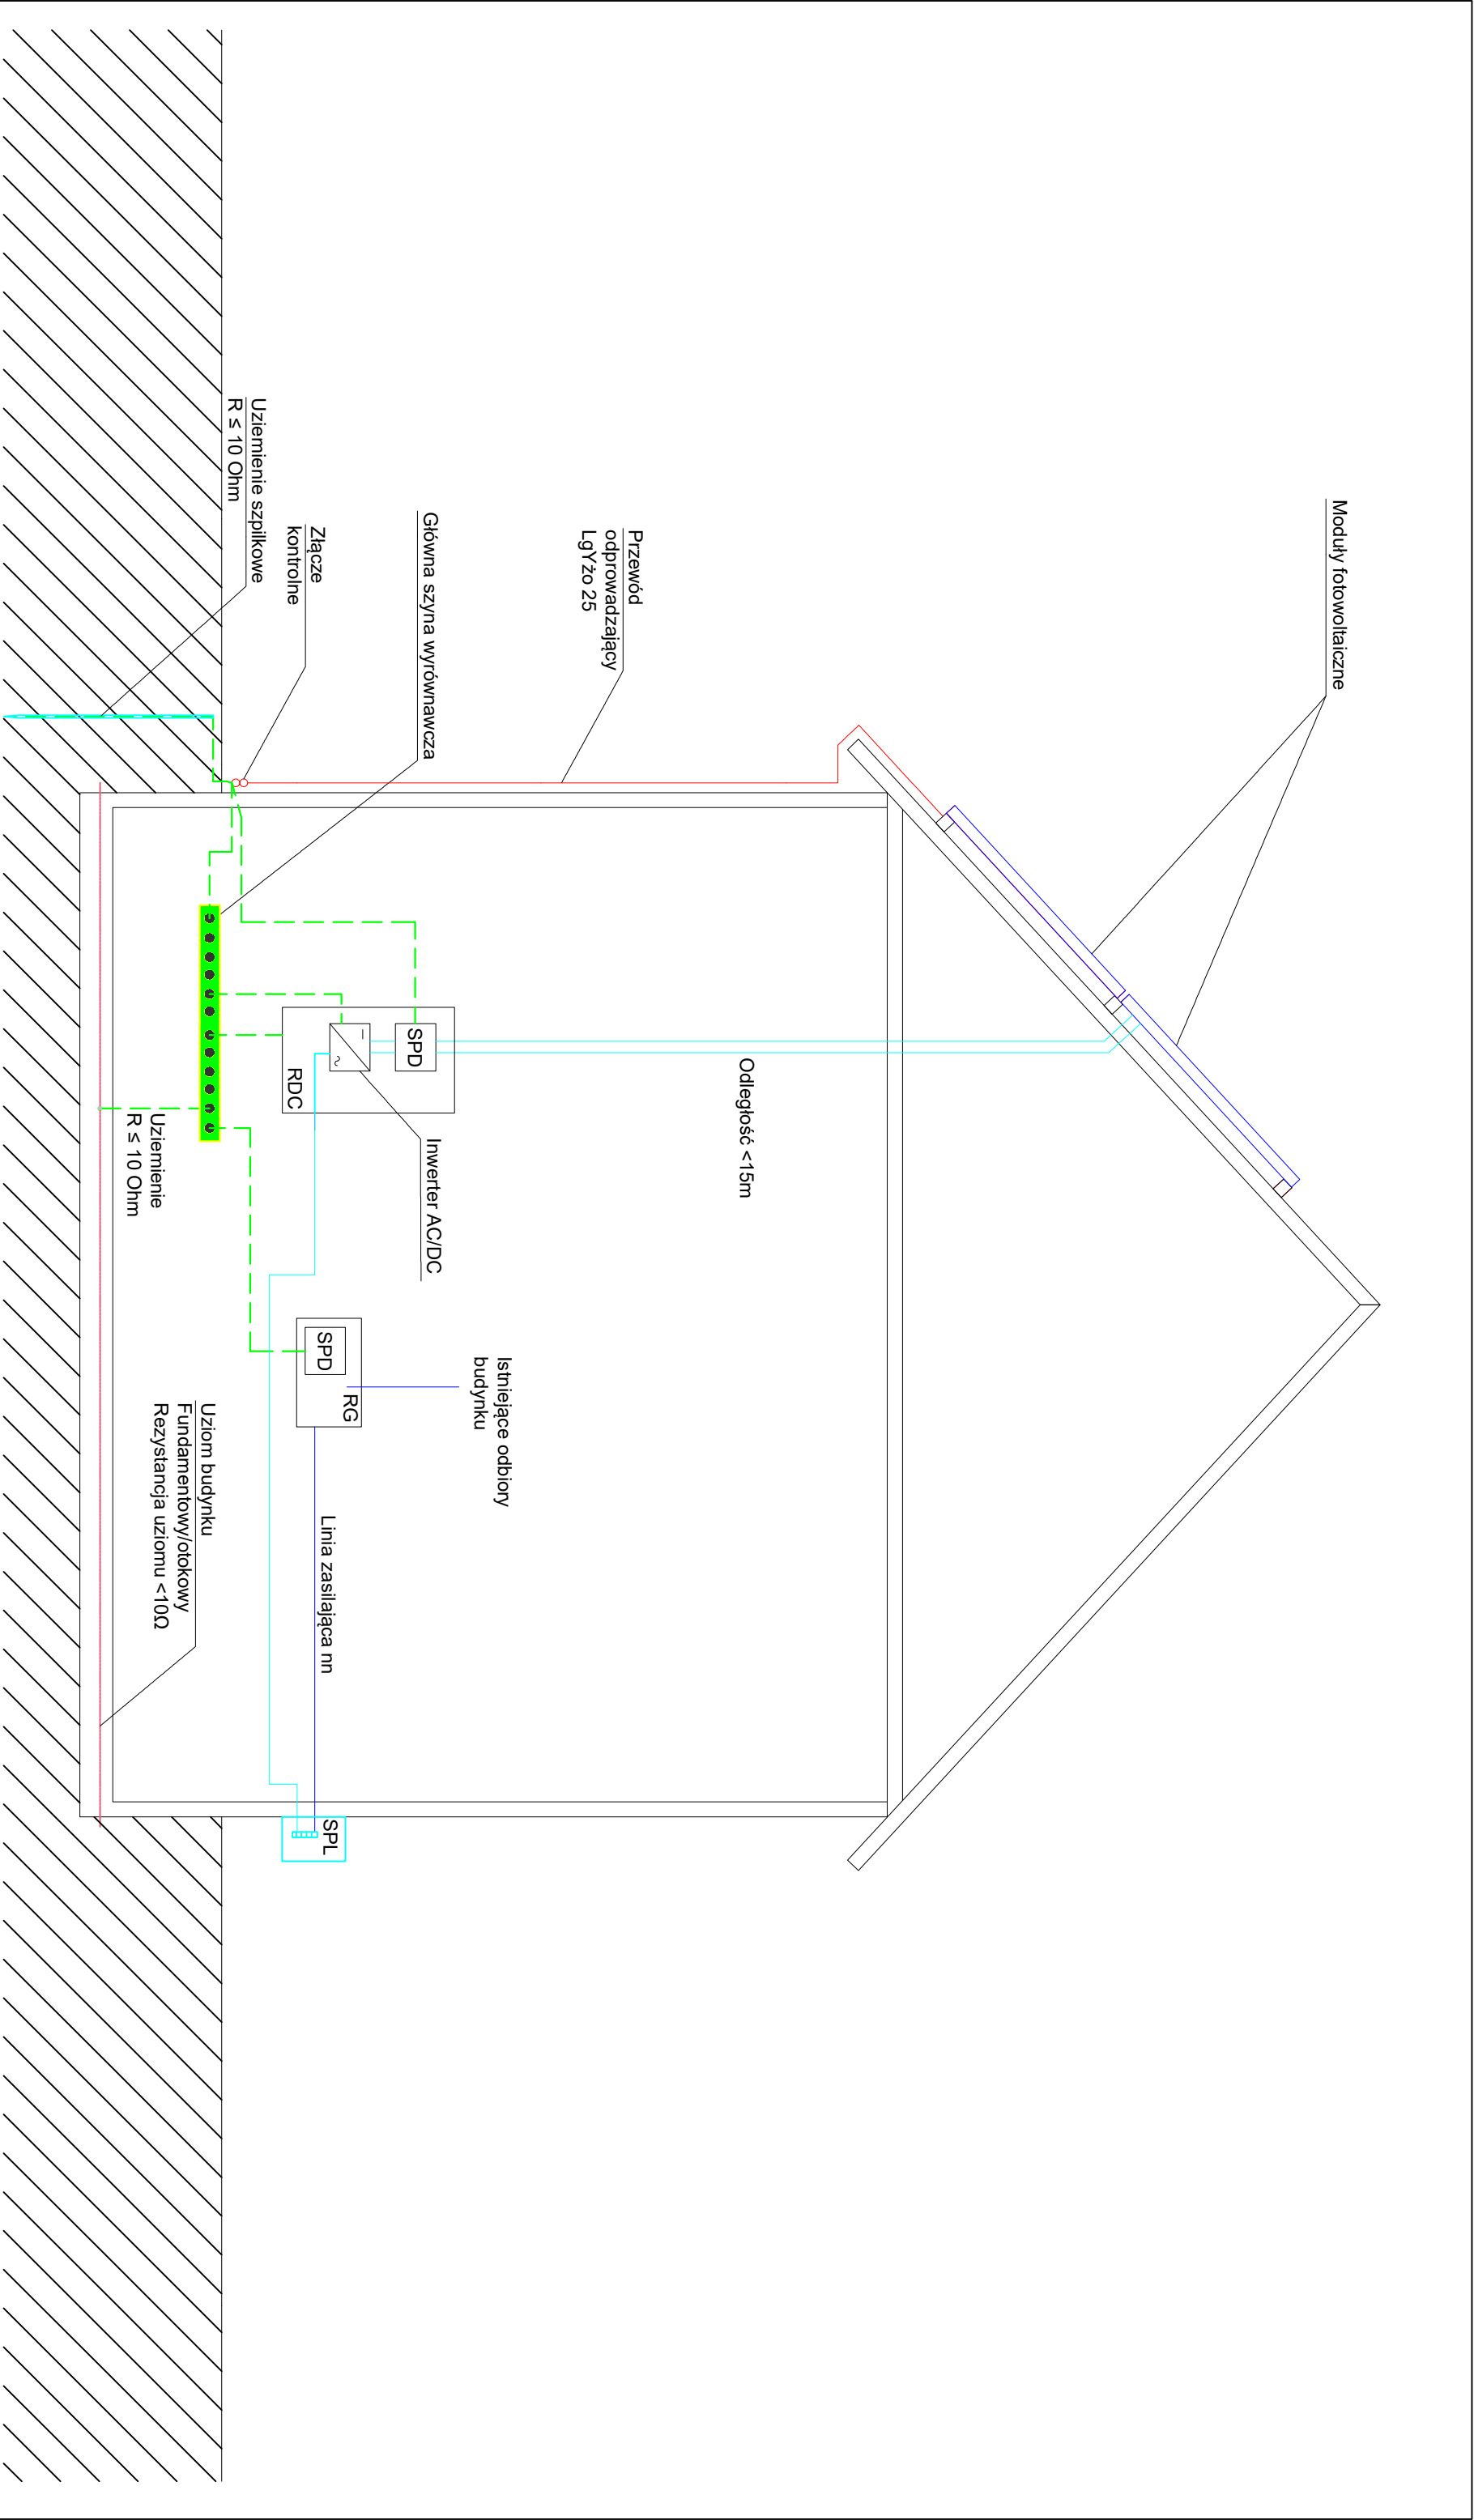 Moduły fotowoltaiczne
Przewód
odprowadzający
LgYżo 25
Główna szyna wyrównawcza
Złącze
kontrolne
Uziemienie szpilkowe
R ≤ 10 Ohm
Odległość <15m
SPD
RDC
Inwerter AC/DC
Uziemienie
R ≤ 10 Ohm
Istniejące odbiory
budynku
SPD
RG
Linia zasilająca nn
Uziom budynku
Fundamentowy/otokowy
Rezystancja uziomu <10Ω
SPL